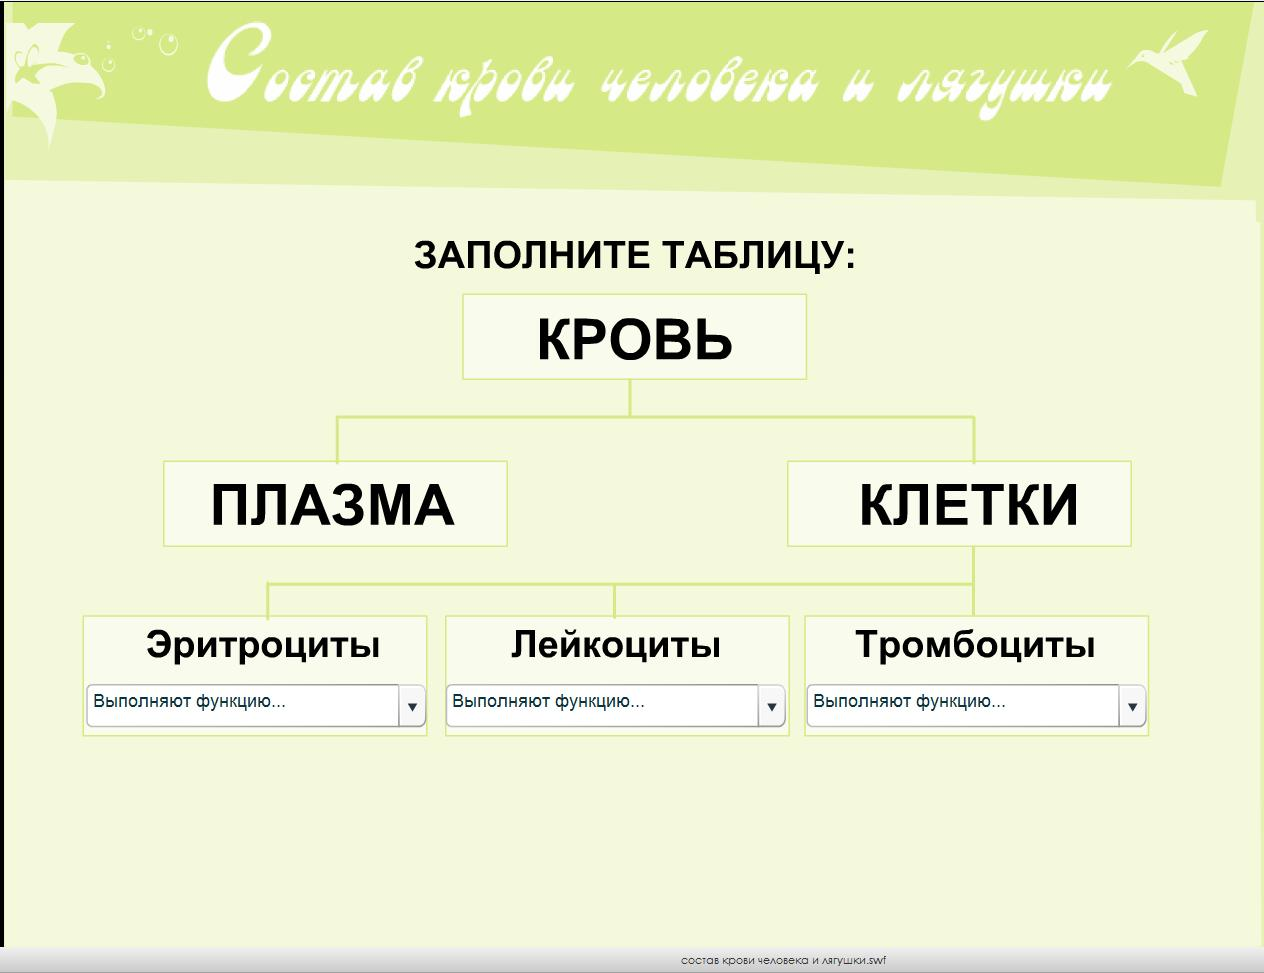 Состав крови человека и лягушки
ЗАПОЛНИТЕ ТАБЛИЦУ:
КРОВЬ
ПЛАЗМА
КЛЕТКИ
Эритроциты
Выполняют функцию...
Лейкоциты
Выполняют функцию...
Тромбоциты
Выполняют функцию...
состав крови человека и лягушки.swf